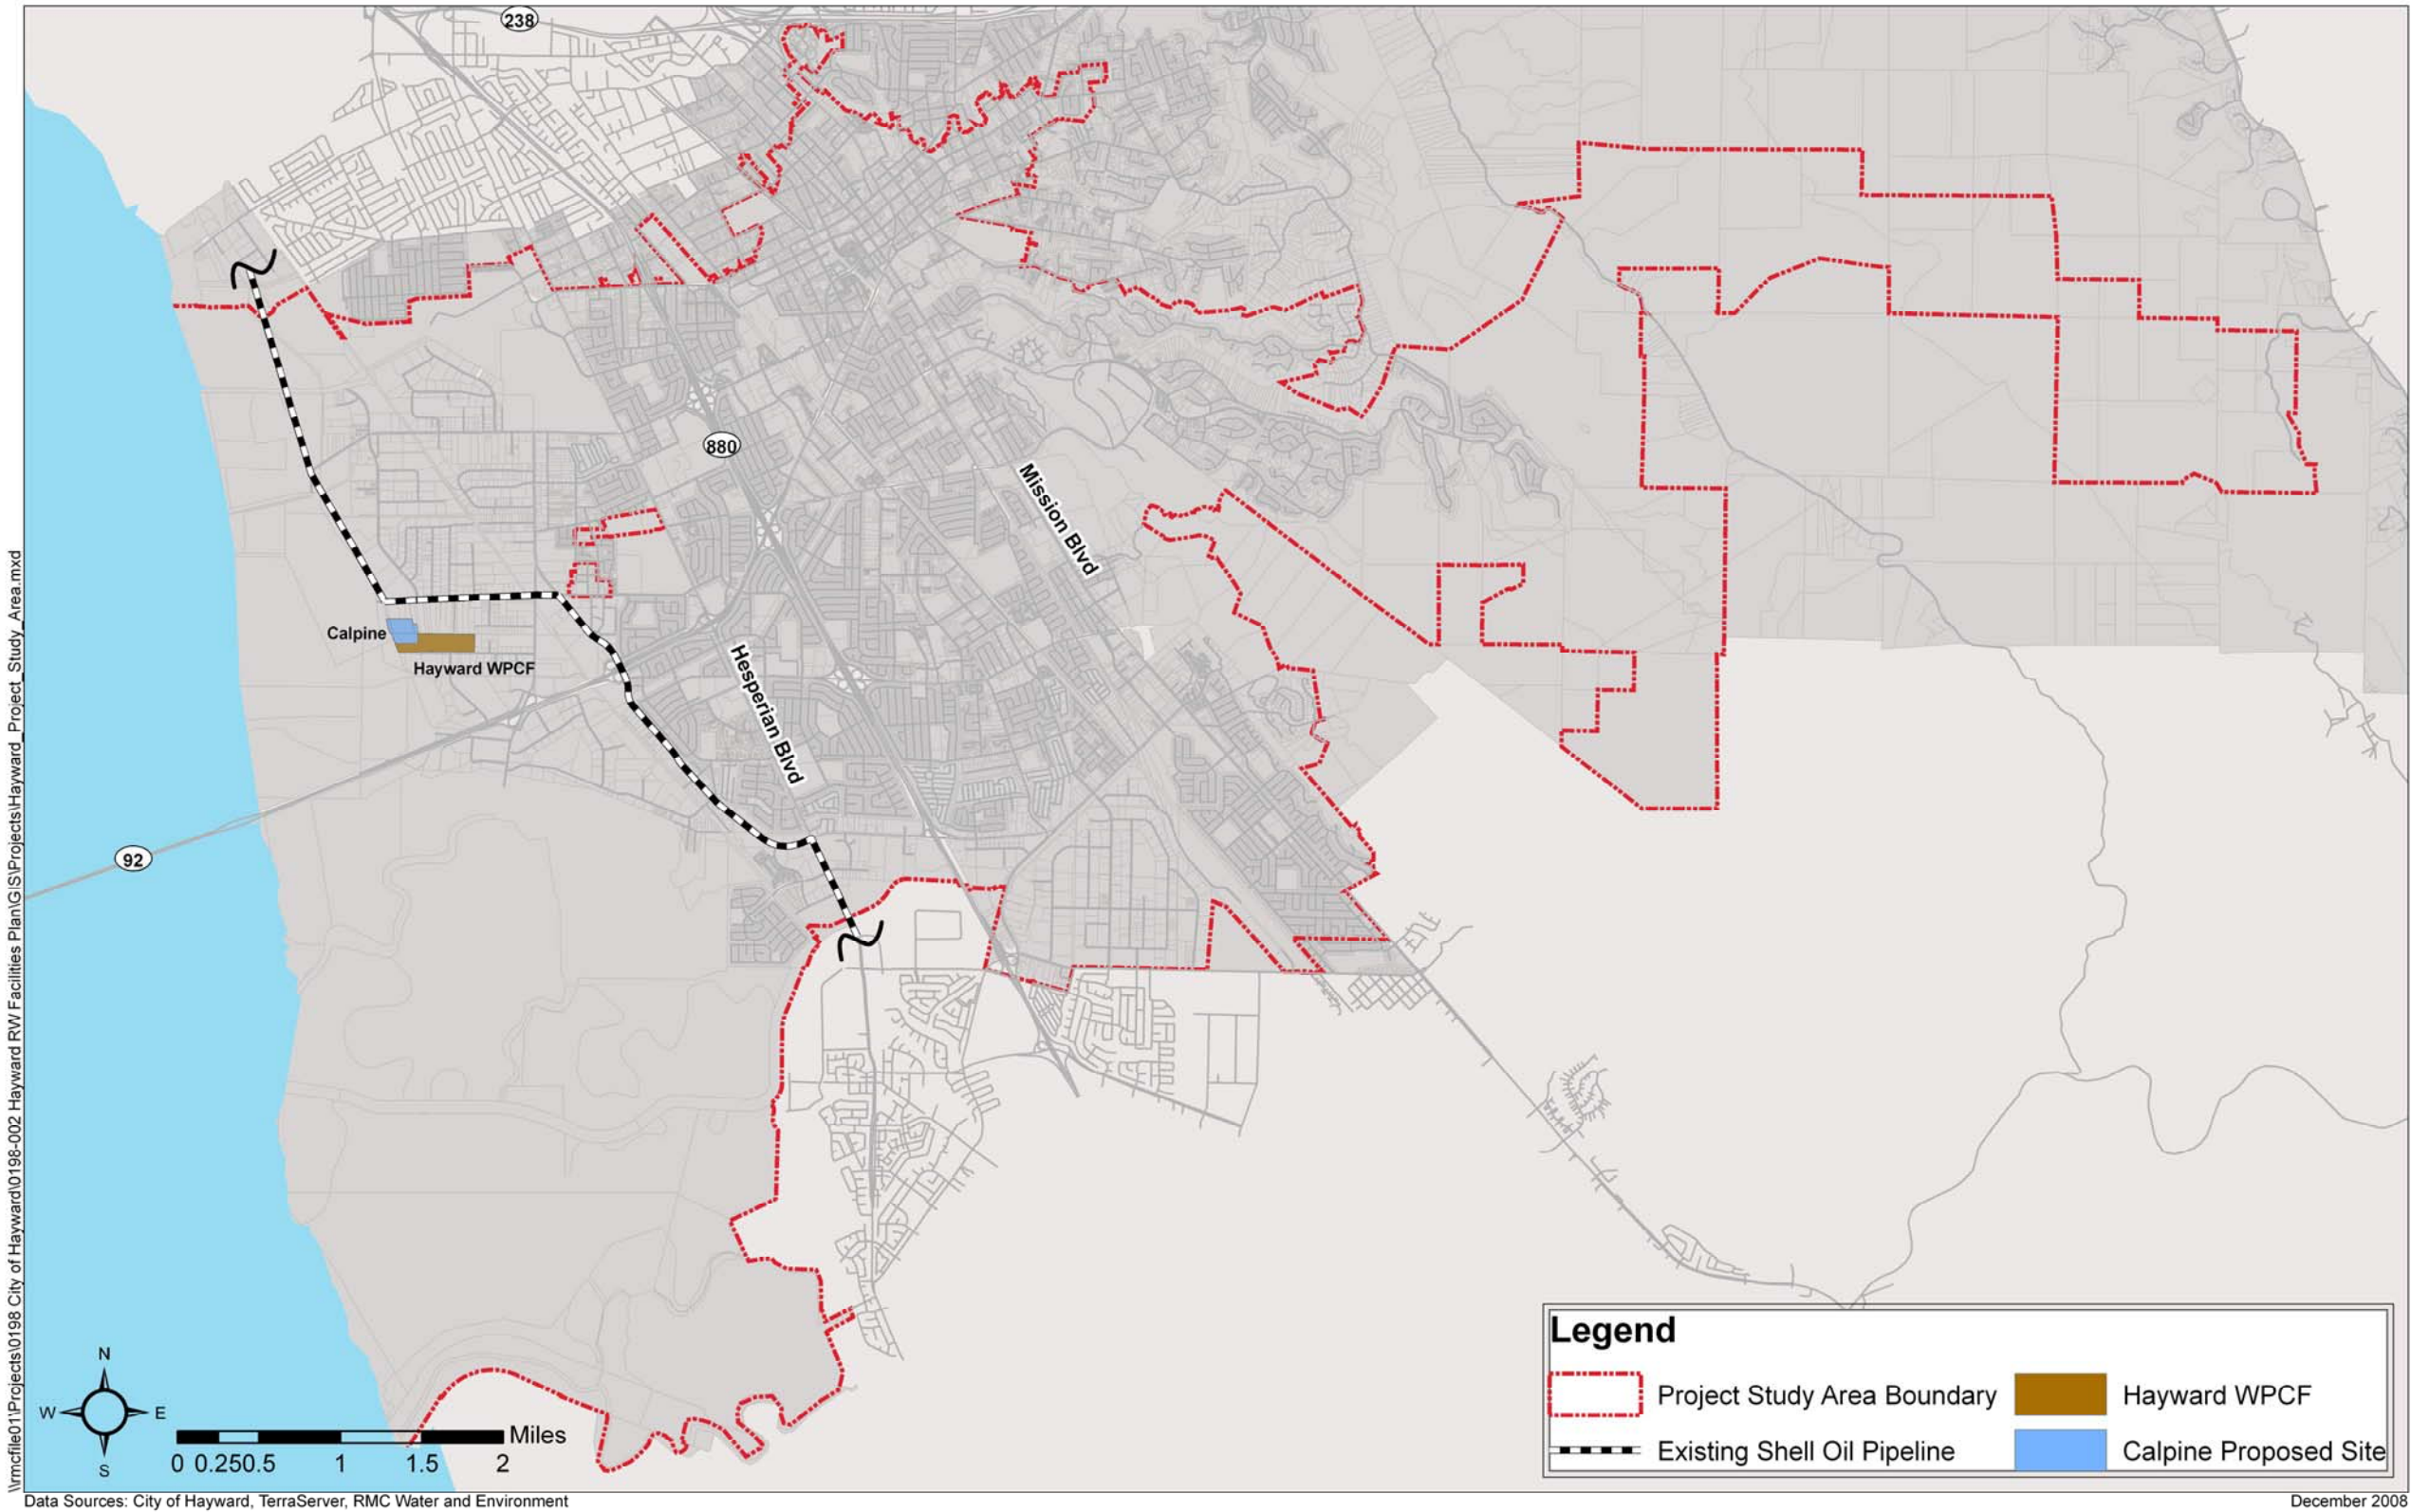 238
880
Mission Blvd
Calpine
Hayward WPCF
Hesperian Blvd
92
\\rmcfile01\Projects\0198 City of Hayward\0198-002 Hayward RW Facilities Plan\GIS\Projects\Hayward_Project_Study_Area.mxd
N
W
E
S
Miles
0 0.250.5 1 1.5 2
Legend
Project Study Area Boundary
Hayward WPCF
Existing Shell Oil Pipeline
Calpine Proposed Site
Data Sources: City of Hayward, TerraServer, RMC Water and Environment
December 2008